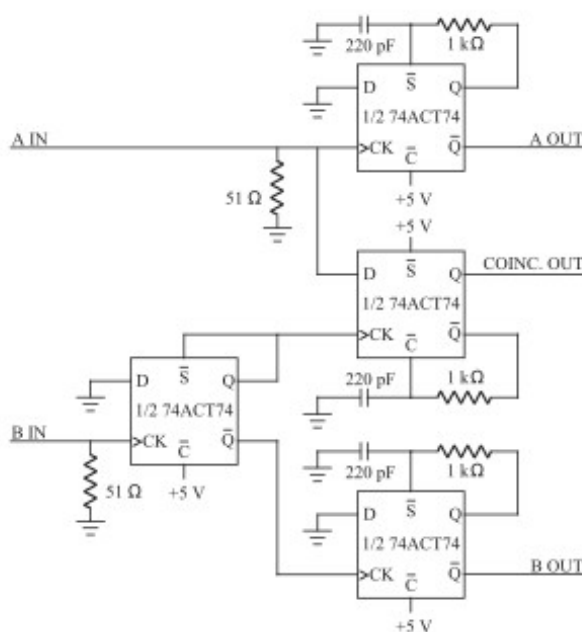 220 pF
1 kΩ
D
S̄
Q
1/2 74ACT74
A IN
>CK
C̄
Q̄
A OUT
51 Ω
+5 V
+5 V
D
S̄
Q
COINC. OUT
1/2 74ACT74
>CK
C̄
Q̄
D
S̄
Q
220 pF
1 kΩ
1/2 74ACT74
B IN
>CK
C̄
Q̄
51 Ω
+5 V
220 pF
1 kΩ
D
S̄
Q
1/2 74ACT74
>CK
C̄
Q̄
B OUT
+5 V